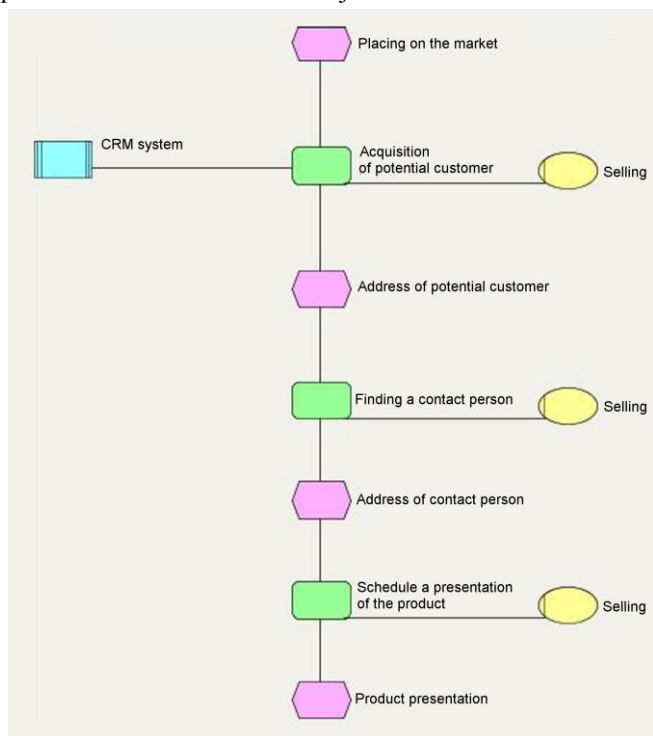 Placing on the market
CRM system
Acquisition
of potential customer
Selling
Address of potential customer
Finding a contact person
Selling
Address of contact person
Schedule a presentation
of the product
Selling
Product presentation